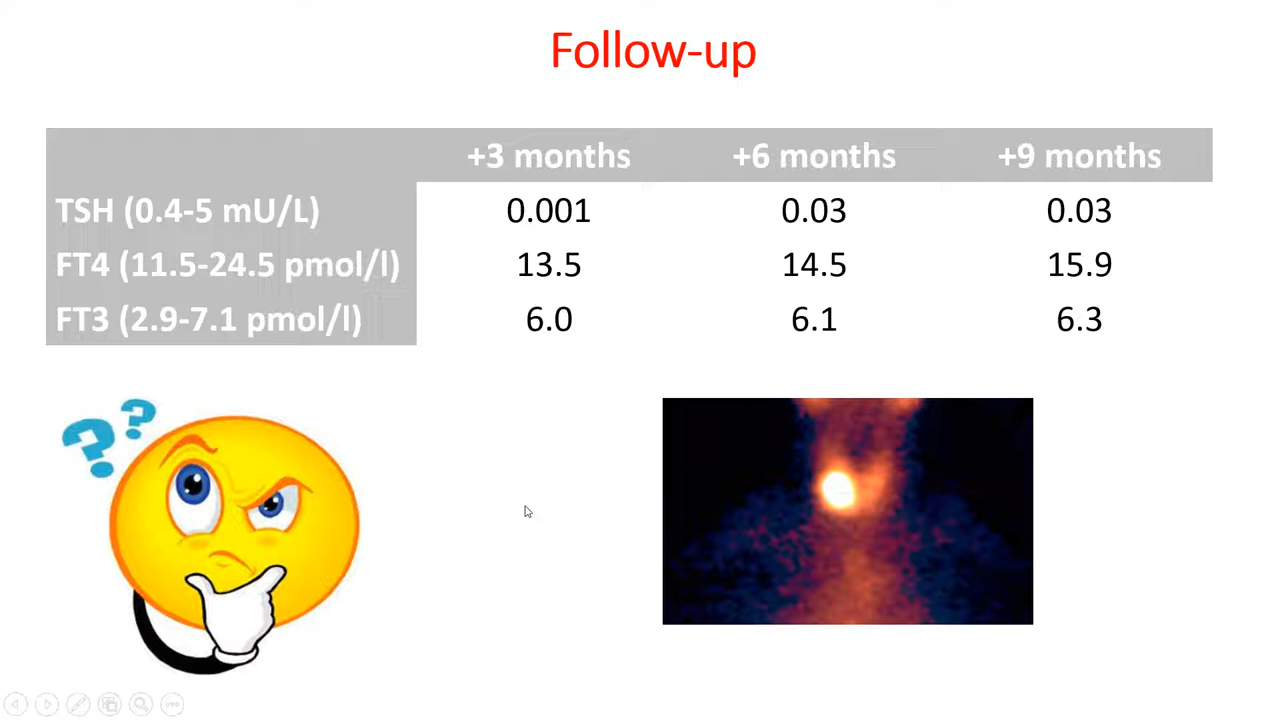 Follow-up
+3 months +6 months +9 months
TSH (0.4-5 mU/L) 0.001 0.03 0.03
FT4 (11.5-24.5 pmol/l) 13.5 14.5 15.9
FT3 (2.9-7.1 pmol/l) 6.0 6.1 6.3
? ?